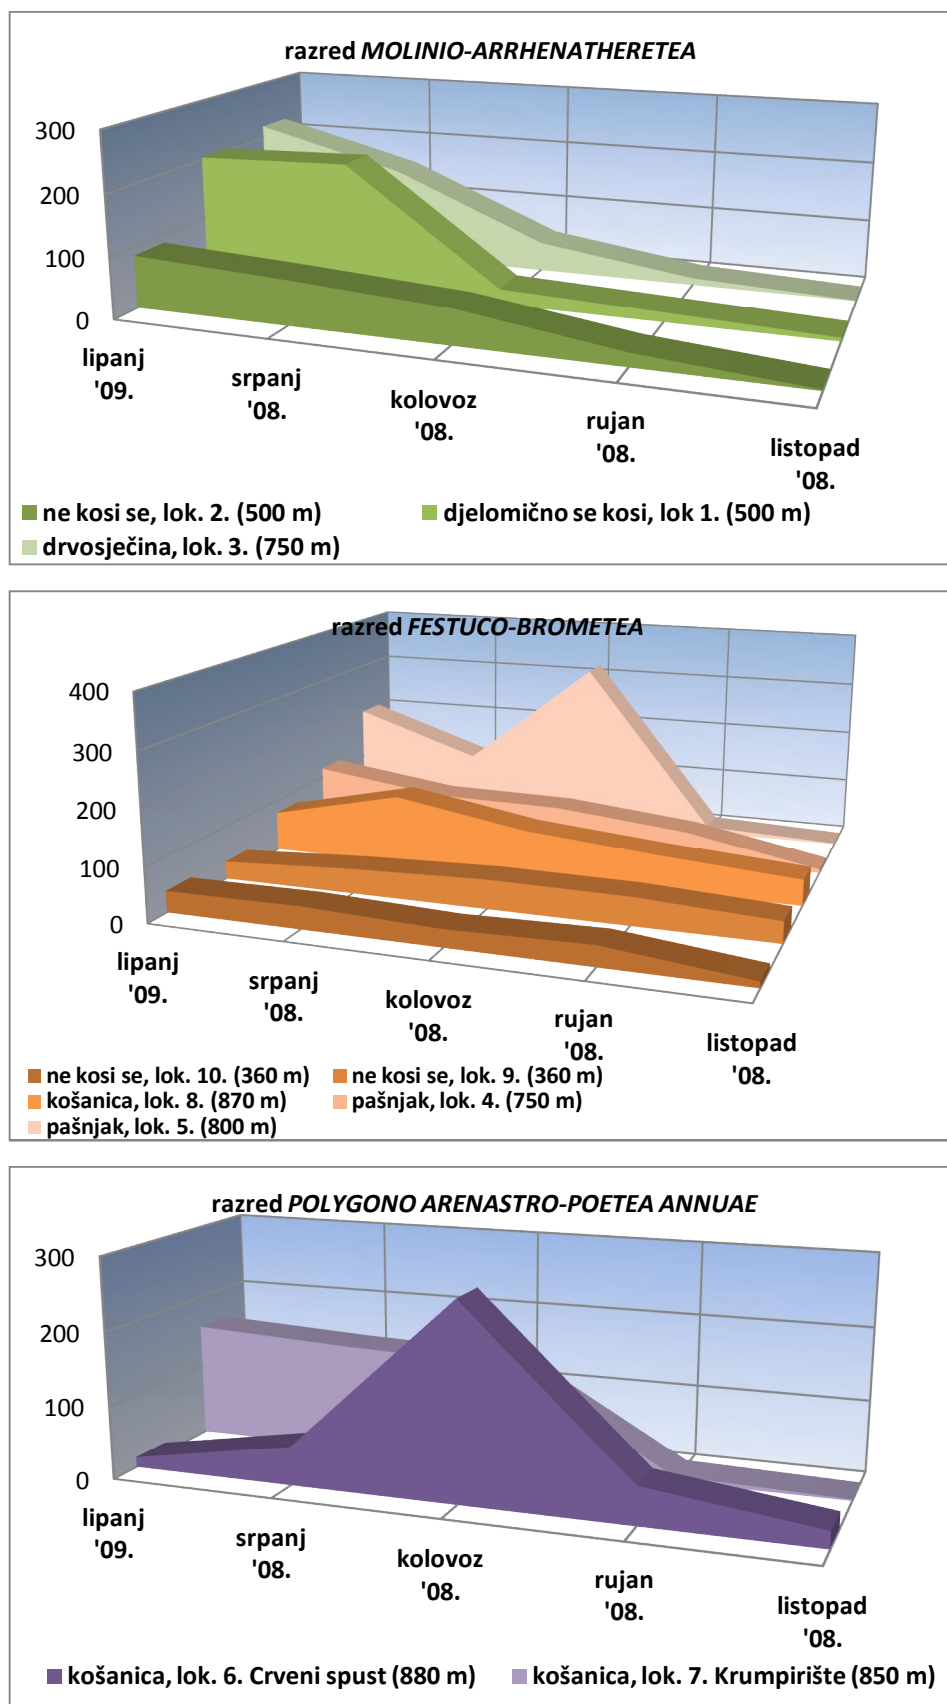 razred MOLINIO-ARRHENATHERETEA
300
200
100
0
lipanj
'09.
srpanj
'08.
kolovoz
'08.
rujan
'08.
listopad
'08.
ne kosi se, lok. 2. (500 m)
djelomično se kosi, lok 1. (500 m)
drvosječina, lok. 3. (750 m)
razred FESTUCO-BROMETEA
400
300
200
100
0
lipanj
'09.
srpanj
'08.
kolovoz
'08.
rujan
'08.
listopad
'08.
ne kosi se, lok. 10. (360 m)
ne kosi se, lok. 9. (360 m)
košanica, lok. 8. (870 m)
pašnjak, lok. 4. (750 m)
pašnjak, lok. 5. (800 m)
razred POLYGONO ARENASTRO-POETEA ANNUAE
300
200
100
0
lipanj
'09.
srpanj
'08.
kolovoz
'08.
rujan
'08.
listopad
'08.
košanica, lok. 6. Crveni spust (880 m)
košanica, lok. 7. Krumpirište (850 m)